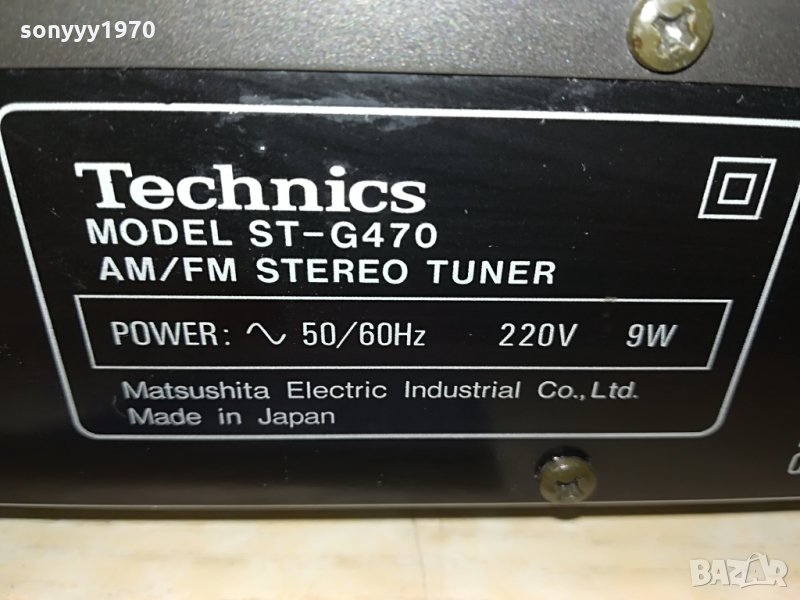 sonyyy1970
Technics
MODEL ST-G470
AM/FM STEREO TUNER
POWER: ∿ 50/60Hz 220V 9W
Matsushita Electric Industrial Co.,Ltd.
Made in Japan
BAZAR